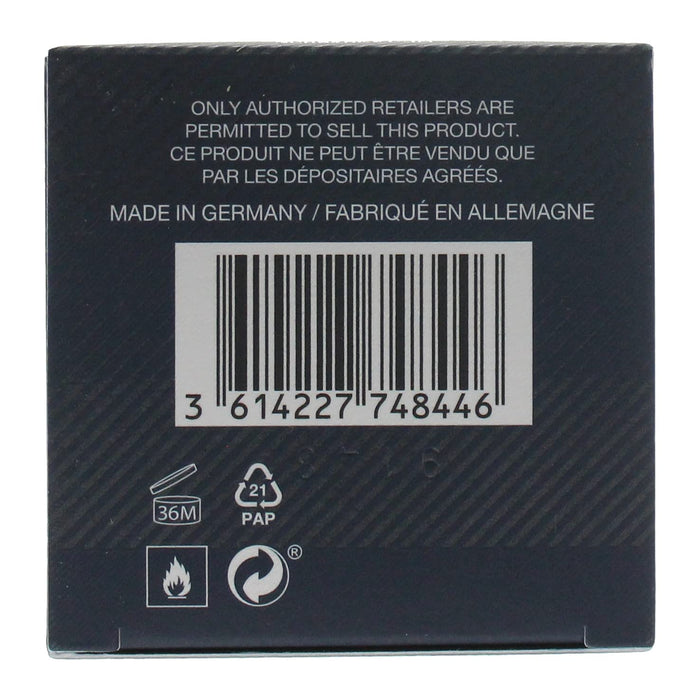 ONLY AUTHORIZED RETAILERS ARE
PERMITTED TO SELL THIS PRODUCT.
CE PRODUIT NE PEUT ÊTRE VENDU QUE
PAR LES DÉPOSITAIRES AGRÉÉS.
MADE IN GERMANY / FABRIQUÉ EN ALLEMAGNE
3 614227 748446
36M
21
PAP
®